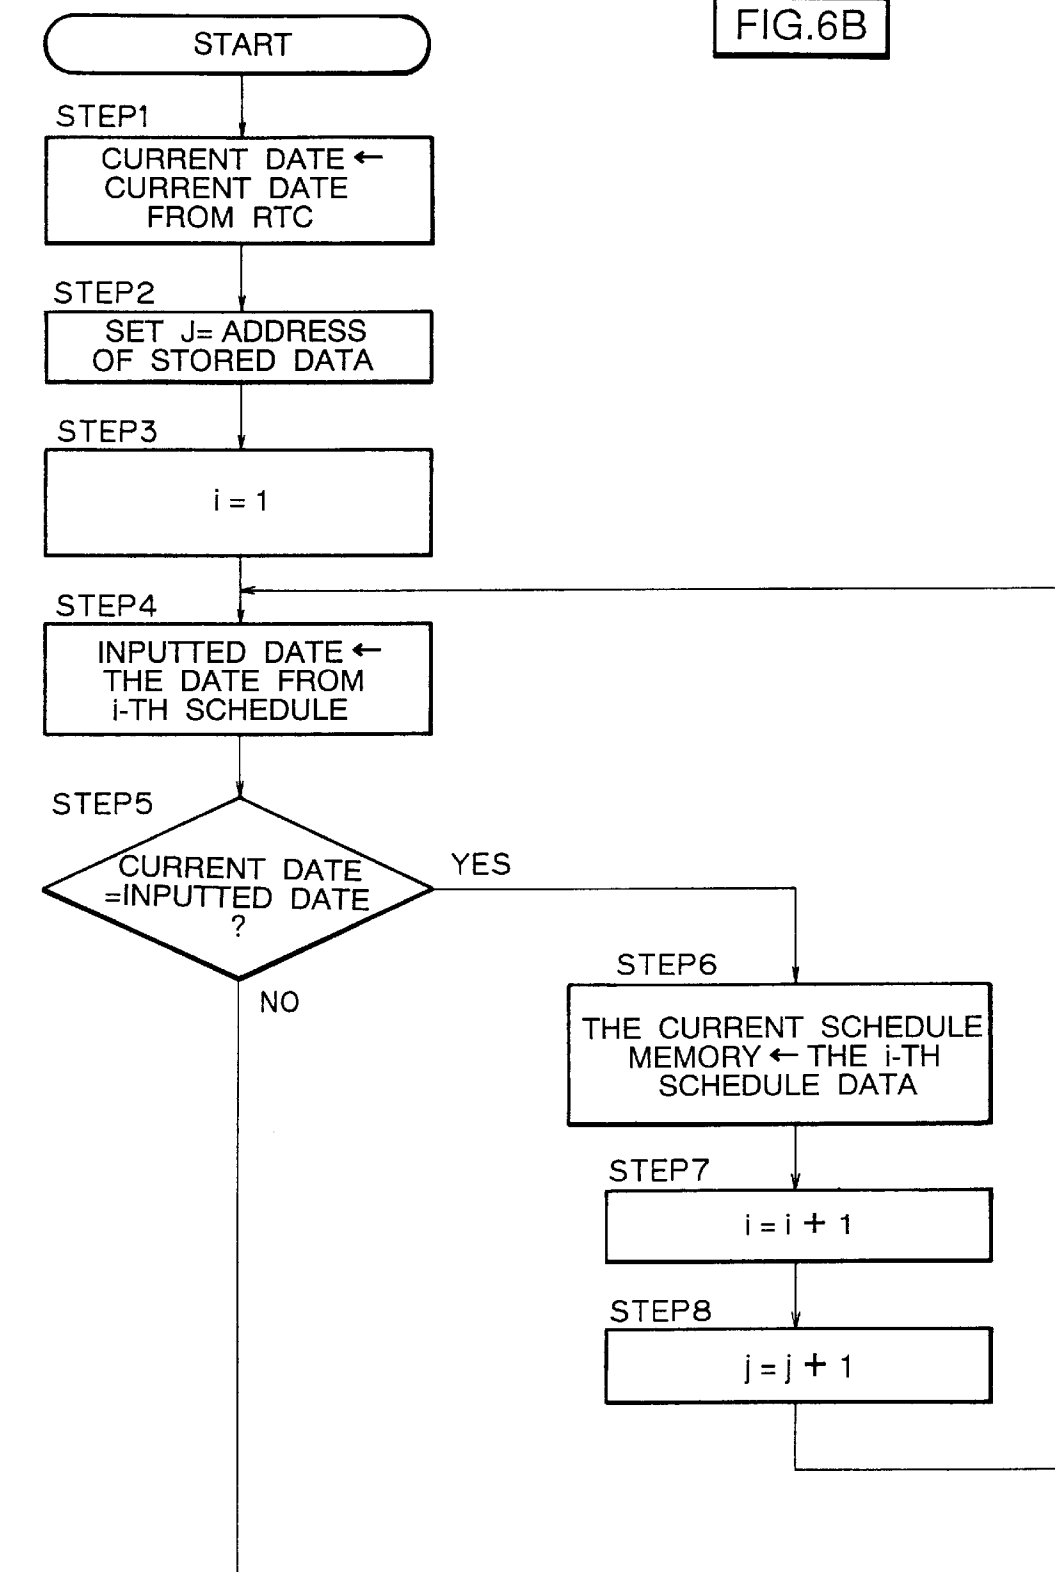 FIG.6B
START
STEP1
CURRENT DATE ←
CURRENT DATE
FROM RTC
STEP2
SET J= ADDRESS
OF STORED DATA
STEP3
i = 1
STEP4
INPUTTED DATE ←
THE DATE FROM
i-TH SCHEDULE
STEP5
CURRENT DATE
=INPUTTED DATE
?
YES
NO
STEP6
THE CURRENT SCHEDULE
MEMORY ← THE i-TH
SCHEDULE DATA
STEP7
i = i + 1
STEP8
j = j + 1